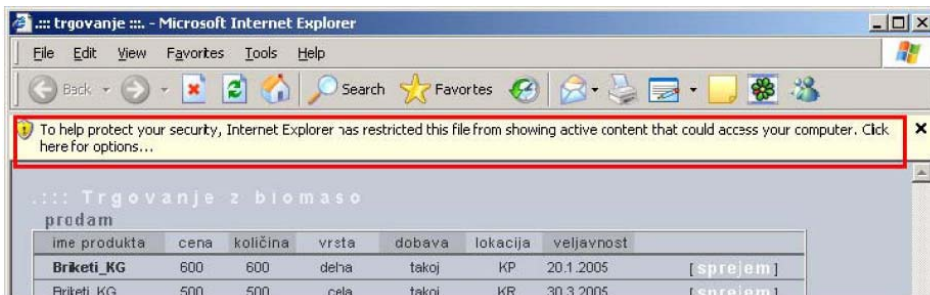 .::: trgovanje :::. - Microsoft Internet Explorer
File Edit View Favorites Tools Help
Back Search Favorites
To help protect your security, Internet Explorer has restricted this file from showing active content that could access your computer. Click
here for options...
.::: Trgovanje z biomaso
prodam
ime produkta cena količina vrsta dobava lokacija veljavnost
Briketi_KG 600 600 delna takoj KP 20.1.2005 [sprejem]
Briketi_KG 500 500 cela takoj KR 30.3.2005 [sprejem]